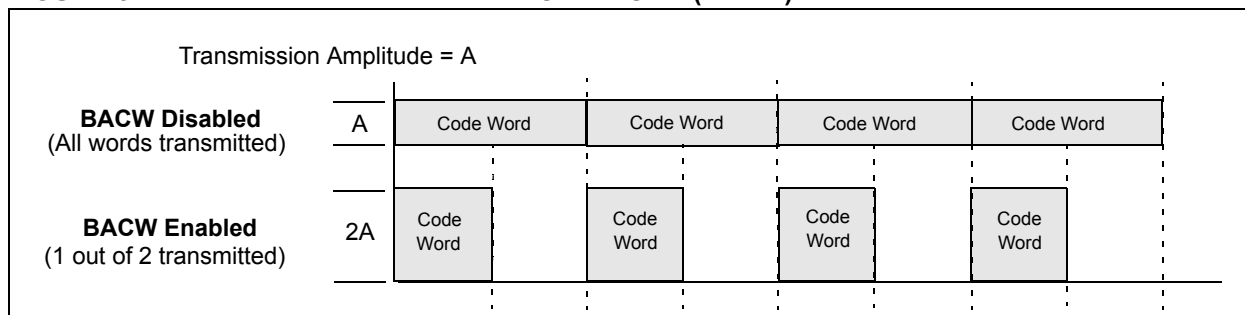 Transmission Amplitude = A
BACW Disabled
(All words transmitted)
A
Code Word
Code Word
Code Word
Code Word
BACW Enabled
(1 out of 2 transmitted)
2A
Code
Word
Code
Word
Code
Word
Code
Word